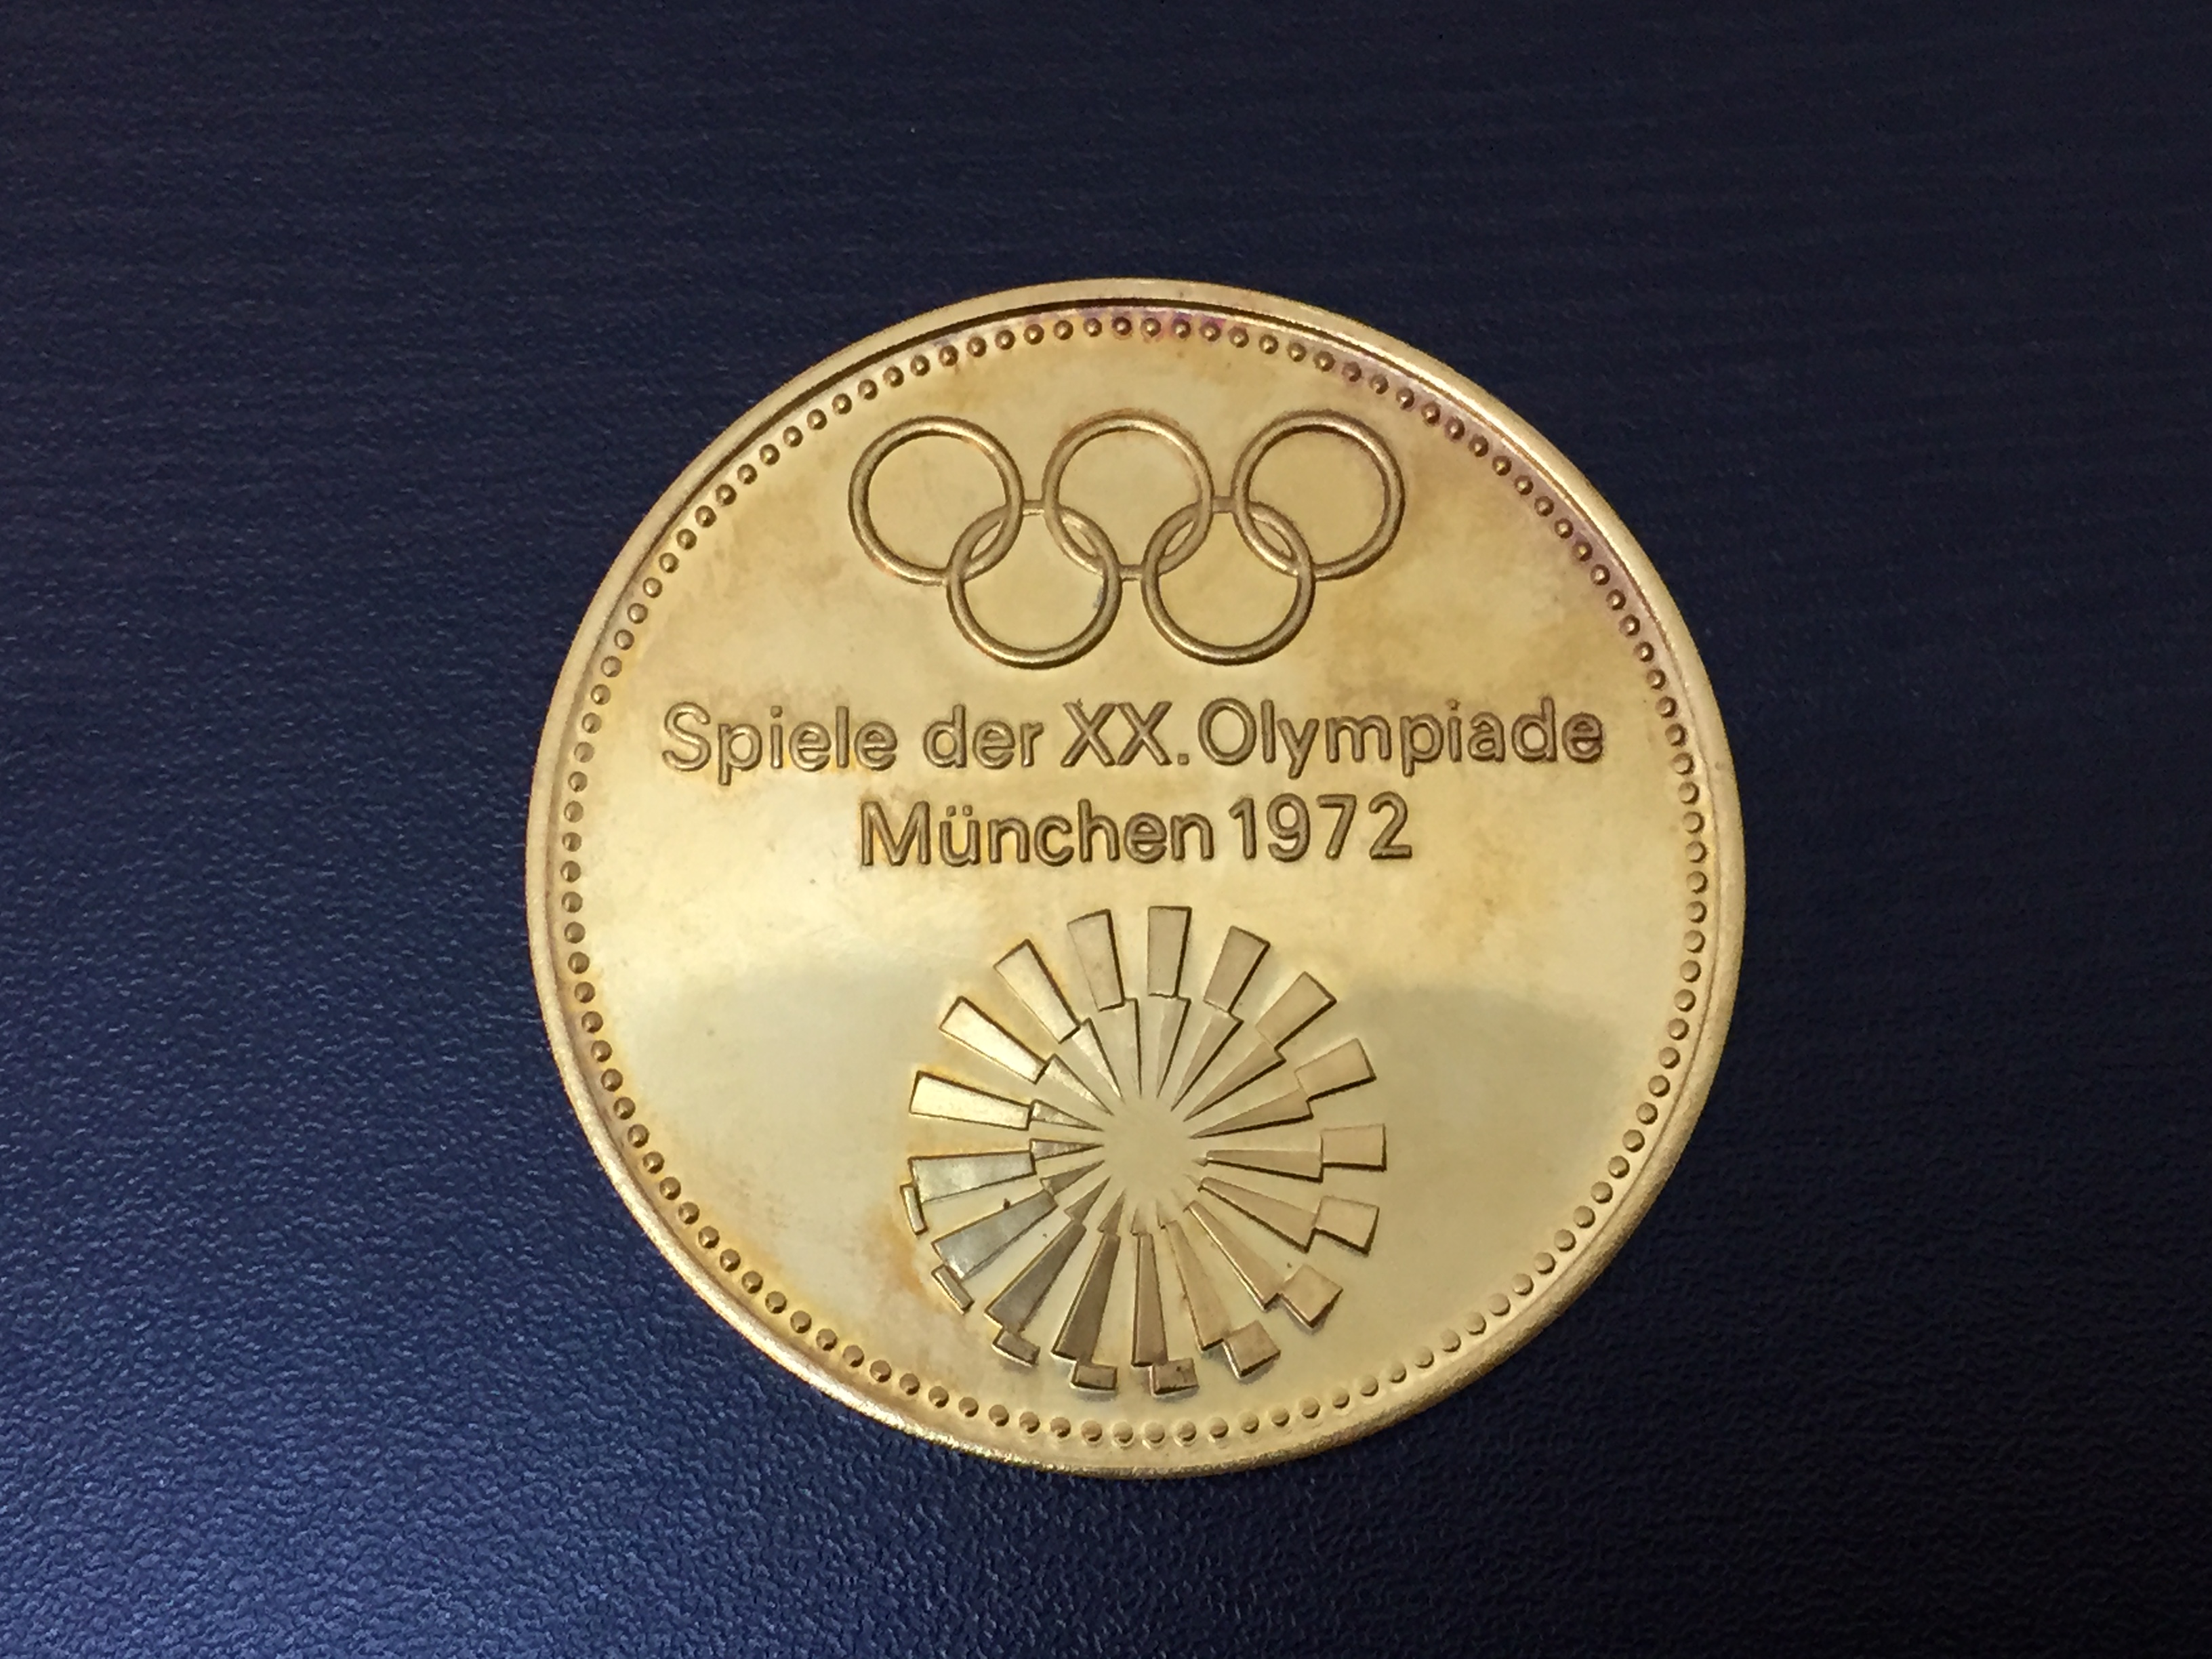 Spiele der XX. Olympiade
München 1972